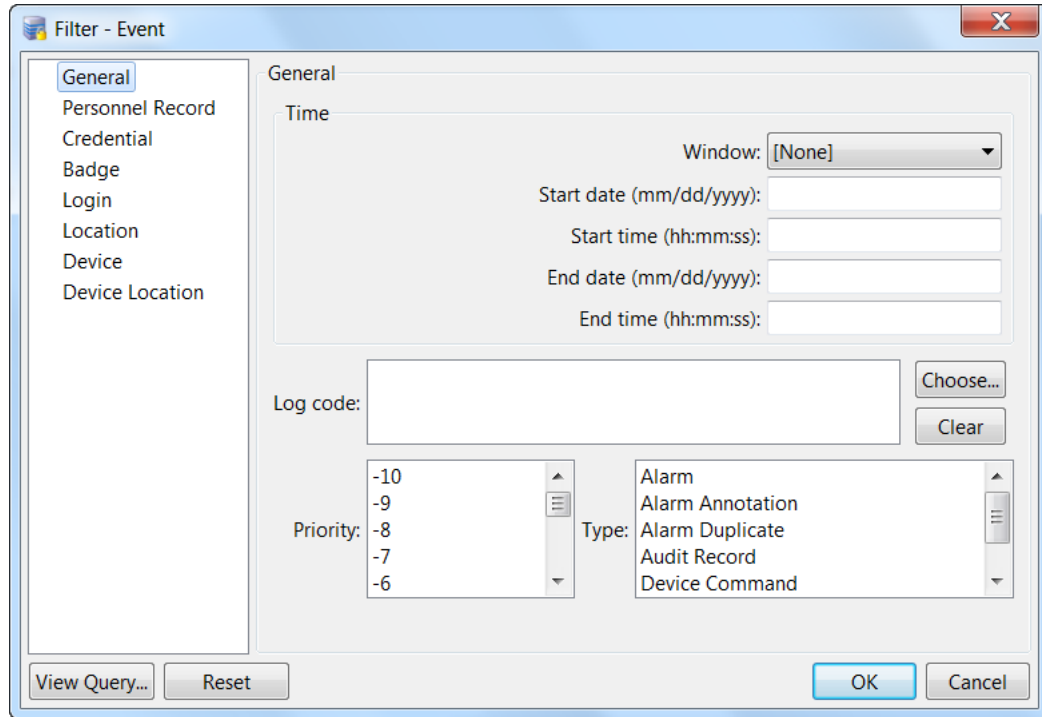 Filter - Event
General
Personnel Record
Credential
Badge
Login
Location
Device
Device Location
General
Time
Window: [None]
Start date (mm/dd/yyyy):
Start time (hh:mm:ss):
End date (mm/dd/yyyy):
End time (hh:mm:ss):
Log code:
Choose...
Clear
Priority:
-10
-9
-8
-7
-6
Type:
Alarm
Alarm Annotation
Alarm Duplicate
Audit Record
Device Command
View Query... Reset OK Cancel